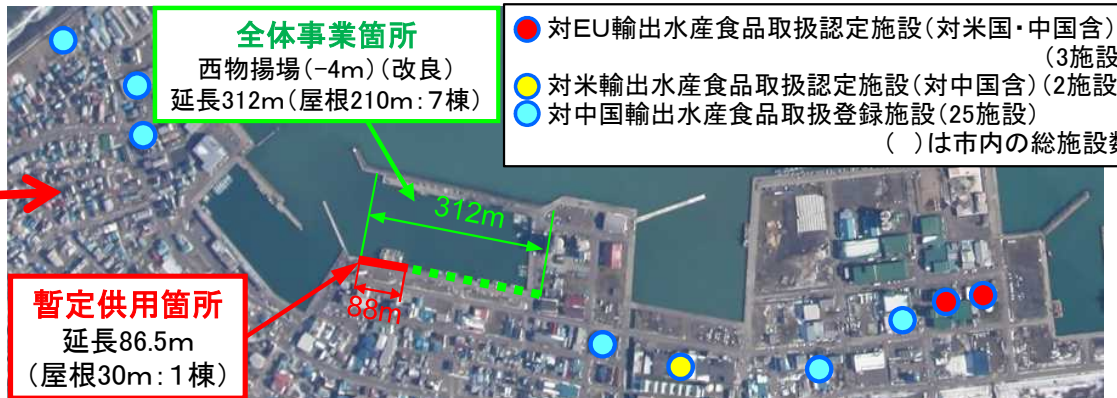 全体事業箇所
西物揚場(-4m)(改良)
延長312m(屋根210m:7棟)
対EU輸出水産食品取扱認定施設(対米国・中国含)
(3施設
対米輸出水産食品取扱認定施設(対中国含)(2施設
対中国輸出水産食品取扱登録施設(25施設)
( )は市内の総施設数
312m
88m
暫定供用箇所
延長86.5m
(屋根30m:1棟)